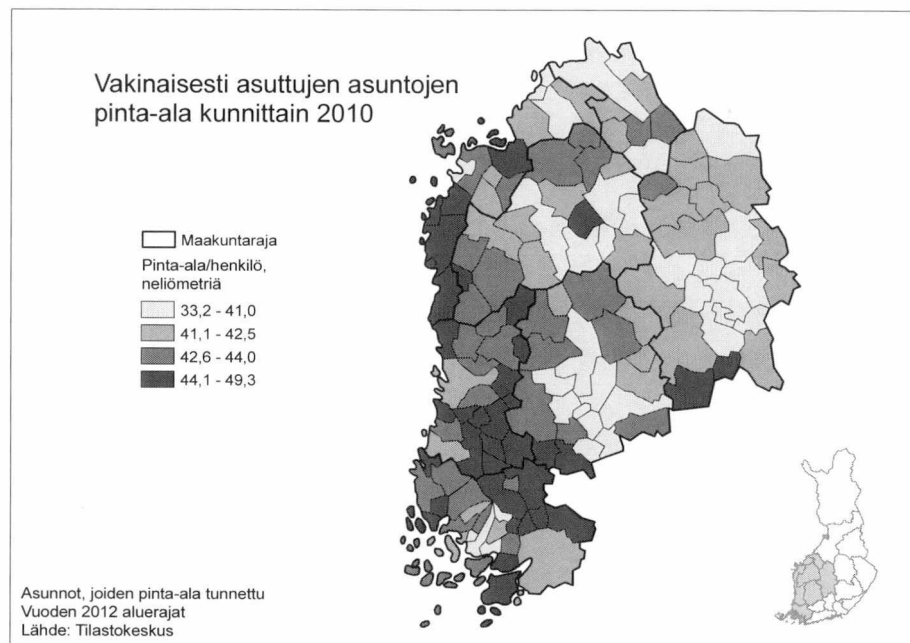 Vakinaisesti asuttujen asuntojen
pinta-ala kunnittain 2010
Maakuntaraja
Pinta-ala/henkilö,
neliömetriä
33,2 - 41,0
41,1 - 42,5
42,6 - 44,0
44,1 - 49,3
Asunnot, joiden pinta-ala tunnettu
Vuoden 2012 aluerajat
Lähde: Tilastokeskus